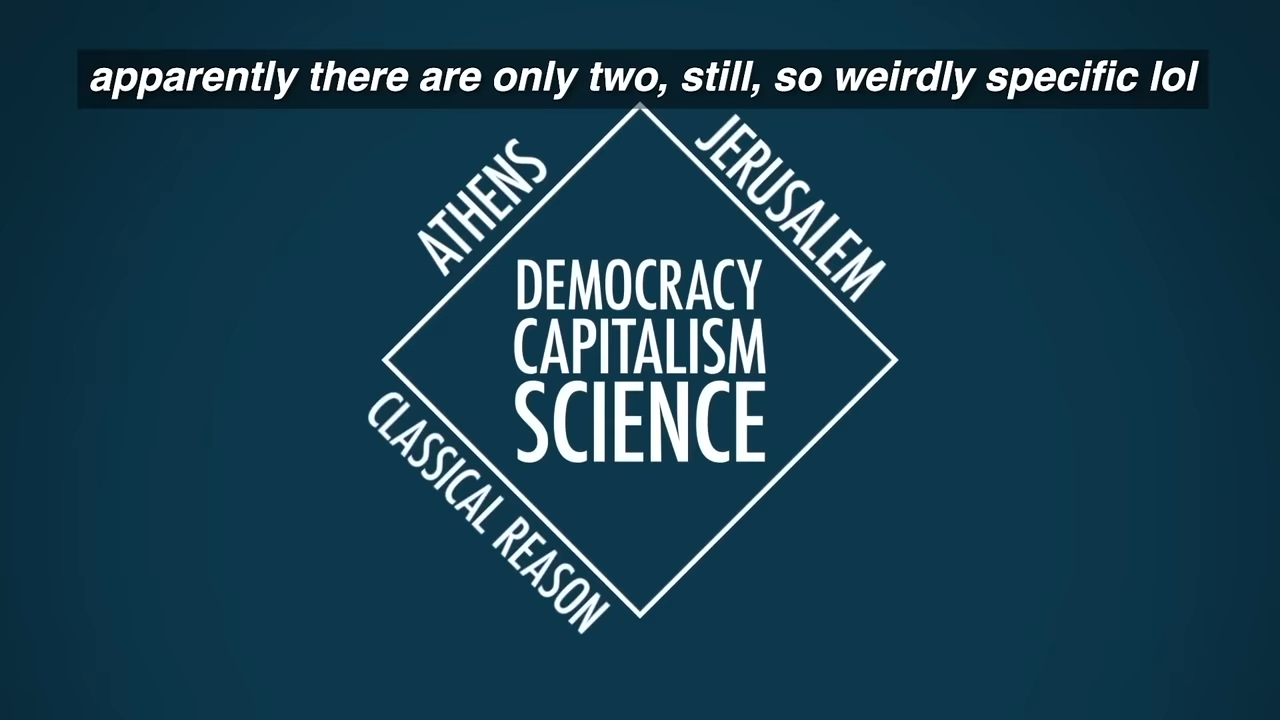 apparently there are only two, still, so weirdly specific lol
ATHENS
JERUSALEM
DEMOCRACY
CAPITALISM
SCIENCE
CLASSICAL REASON